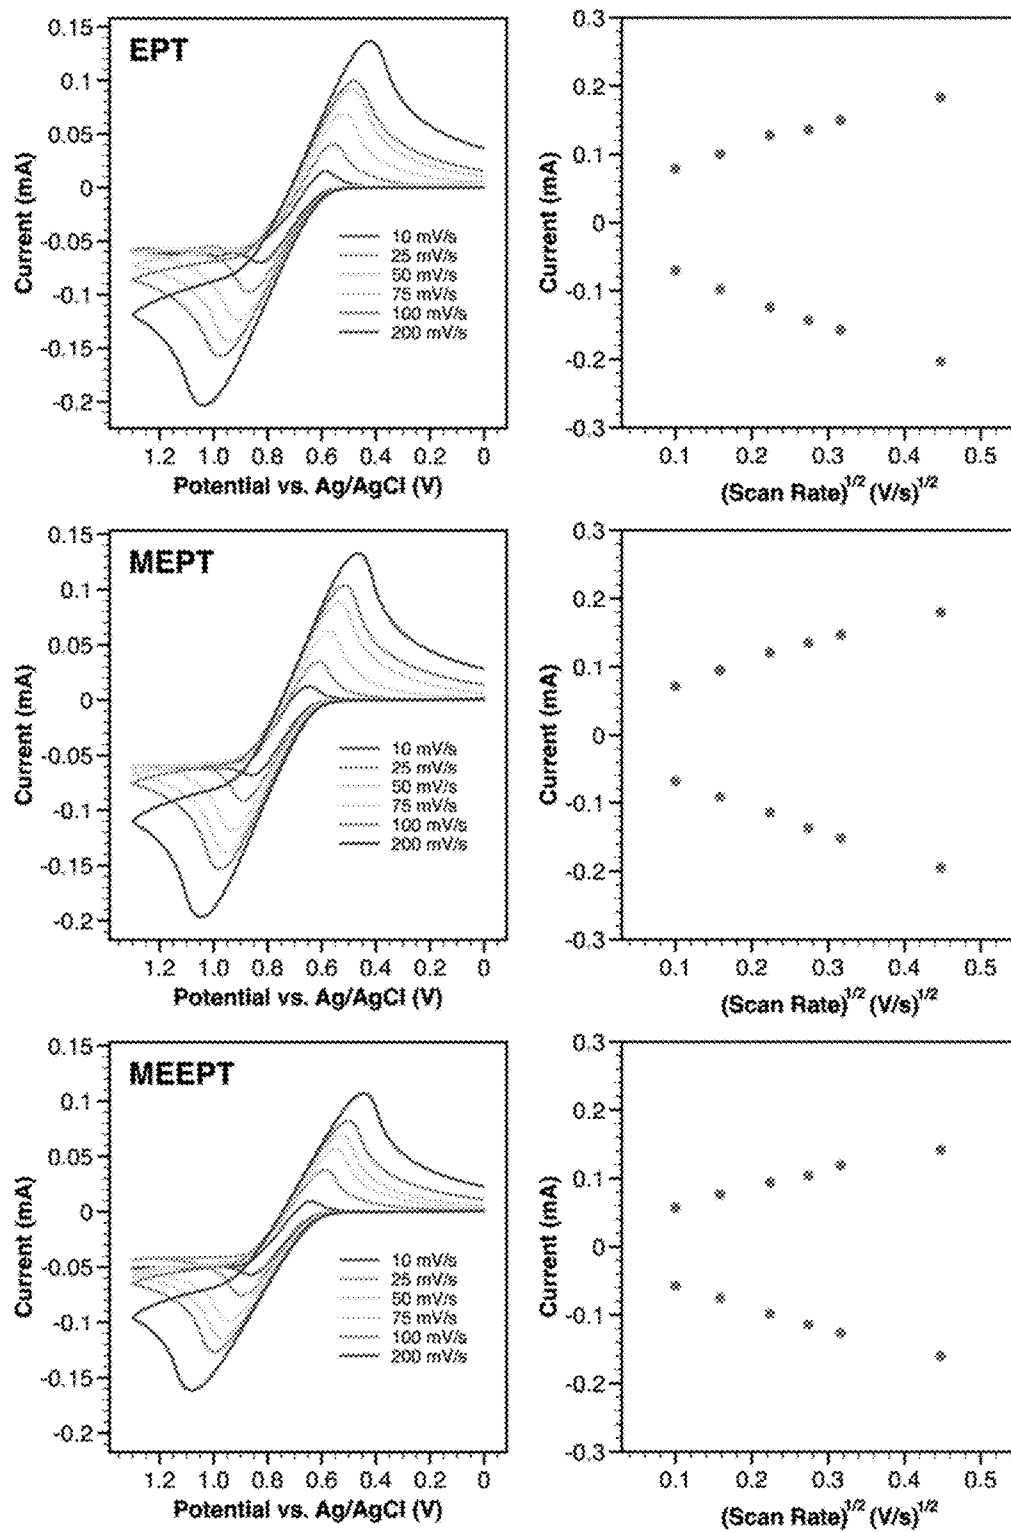 EPT
0.15
0.1
0.05
0
-0.05
-0.1
-0.15
-0.2
Current (mA)
10 mV/s
25 mV/s
50 mV/s
75 mV/s
100 mV/s
200 mV/s
1.2 1.0 0.8 0.6 0.4 0.2 0
Potential vs. Ag/AgCl (V)
0.3
0.2
0.1
0
-0.1
-0.2
-0.3
Current (mA)
0.1 0.2 0.3 0.4 0.5
(Scan Rate)^1/2 (V/s)^1/2
MEPT
0.15
0.1
0.05
0
-0.05
-0.1
-0.15
-0.2
Current (mA)
10 mV/s
25 mV/s
50 mV/s
75 mV/s
100 mV/s
200 mV/s
1.2 1.0 0.8 0.6 0.4 0.2 0
Potential vs. Ag/AgCl (V)
0.3
0.2
0.1
0
-0.1
-0.2
-0.3
Current (mA)
0.1 0.2 0.3 0.4 0.5
(Scan Rate)^1/2 (V/s)^1/2
MEEPT
0.15
0.1
0.05
0
-0.05
-0.1
-0.15
-0.2
Current (mA)
10 mV/s
25 mV/s
50 mV/s
75 mV/s
100 mV/s
200 mV/s
1.2 1.0 0.8 0.6 0.4 0.2 0
Potential vs. Ag/AgCl (V)
0.3
0.2
0.1
0
-0.1
-0.2
-0.3
Current (mA)
0.1 0.2 0.3 0.4 0.5
(Scan Rate)^1/2 (V/s)^1/2